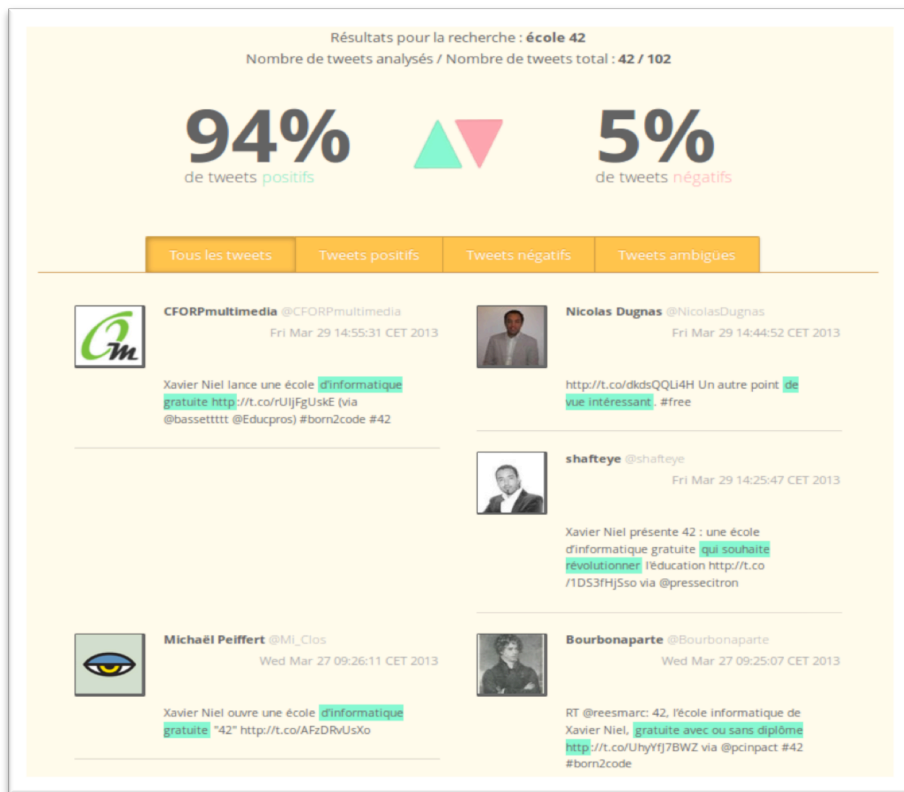 Résultats pour la recherche : école 42
Nombre de tweets analysés / Nombre de tweets total : 42 / 102
94%
de tweets positifs
5%
de tweets négatifs
Tous les tweets
Tweets positifs
Tweets négatifs
Tweets ambigües
m
CFORPmultimedia @CFORPmultimedia
Fri Mar 29 14:55:31 CET 2013
Xavier Niel lance une école d'informatique
gratuite http://t.co/rUIjFgUskE (via
@bassettttt @Educpros) #born2code #42
Nicolas Dugnas @NicolasDugnas
Fri Mar 29 14:44:52 CET 2013
http://t.co/dkdsQQLi4H Un autre point de
vue intéressant. #free
shafteye @shafteye
Fri Mar 29 14:25:47 CET 2013
Xavier Niel présente 42 : une école
d'informatique gratuite qui souhaite
révolutionner l'éducation http://t.co
/1DS3fHjSso via @pressecitron
Michaël Peiffert @Mi_Clos
Wed Mar 27 09:26:11 CET 2013
Xavier Niel ouvre une école d'informatique
gratuite "42" http://t.co/AFzDRvUsXo
Bourbonaparte @Bourbonaparte
Wed Mar 27 09:25:07 CET 2013
RT @reesmarc: 42, l'école informatique de
Xavier Niel, gratuite avec ou sans diplôme
http://t.co/UhyYfJ7BWZ via @pcinpact #42
#born2code